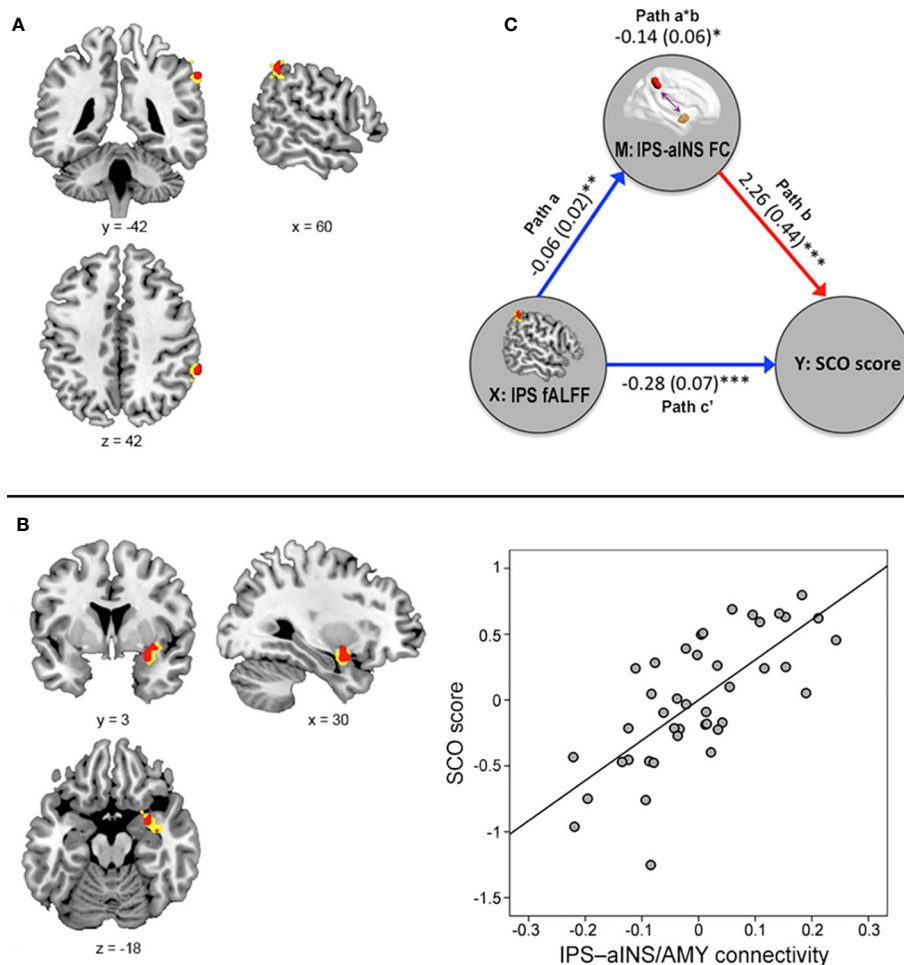 A
y = -42
x = 60
z = 42
C
Path a*b
-0.14 (0.06)*
M: IPS-aINS FC
Path a
-0.06 (0.02)**
Path b
2.26 (0.44)***
X: IPS fALFF
-0.28 (0.07)***
Path c'
Y: SCO score
B
y = 3
x = 30
z = -18
SCO score
1
0.5
0
-0.5
-1
-1.5
-0.3 -0.2 -0.1 0 0.1 0.2 0.3
IPS–aINS/AMY connectivity